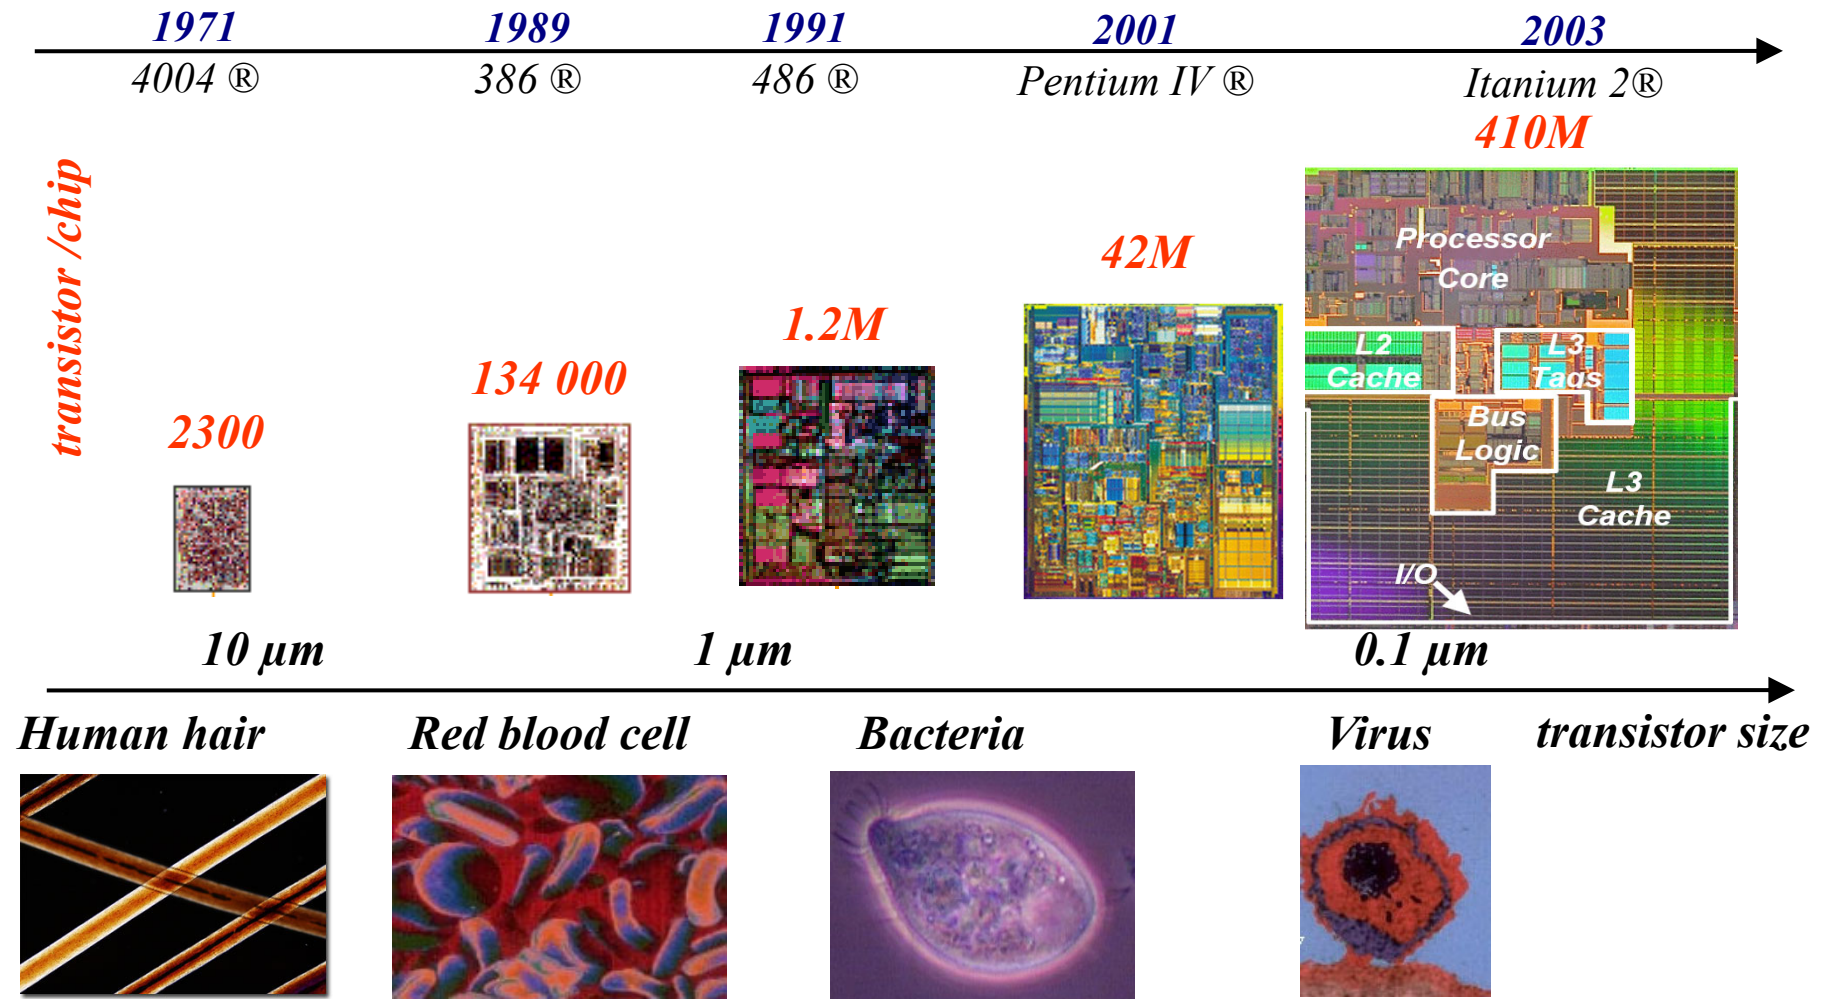 1971 1989 1991 2001 2003
4004 ® 386 ® 486 ® Pentium IV ® Itanium 2®
transistor /chip
2300
134 000
1.2M
42M
410M
Processor
Core
L2
Cache
L3
Tags
Bus
Logic
L3
Cache
I/O
10 µm 1 µm 0.1 µm
Human hair Red blood cell Bacteria Virus transistor size